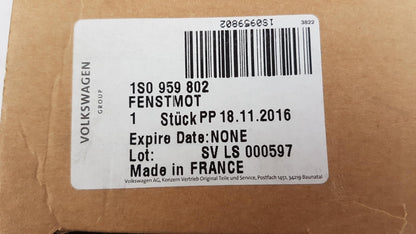 1S0959802
3822
VOLKSWAGEN
GROUP
1S0 959 802
FENSTMOT
1 Stück PP 18.11.2016
Expire Date: NONE
Lot: SV LS 000597
Made in FRANCE
Volkswagen AG, Konzern Vertrieb Original Teile und Service, Postfach 1451, 34219 Baunatal